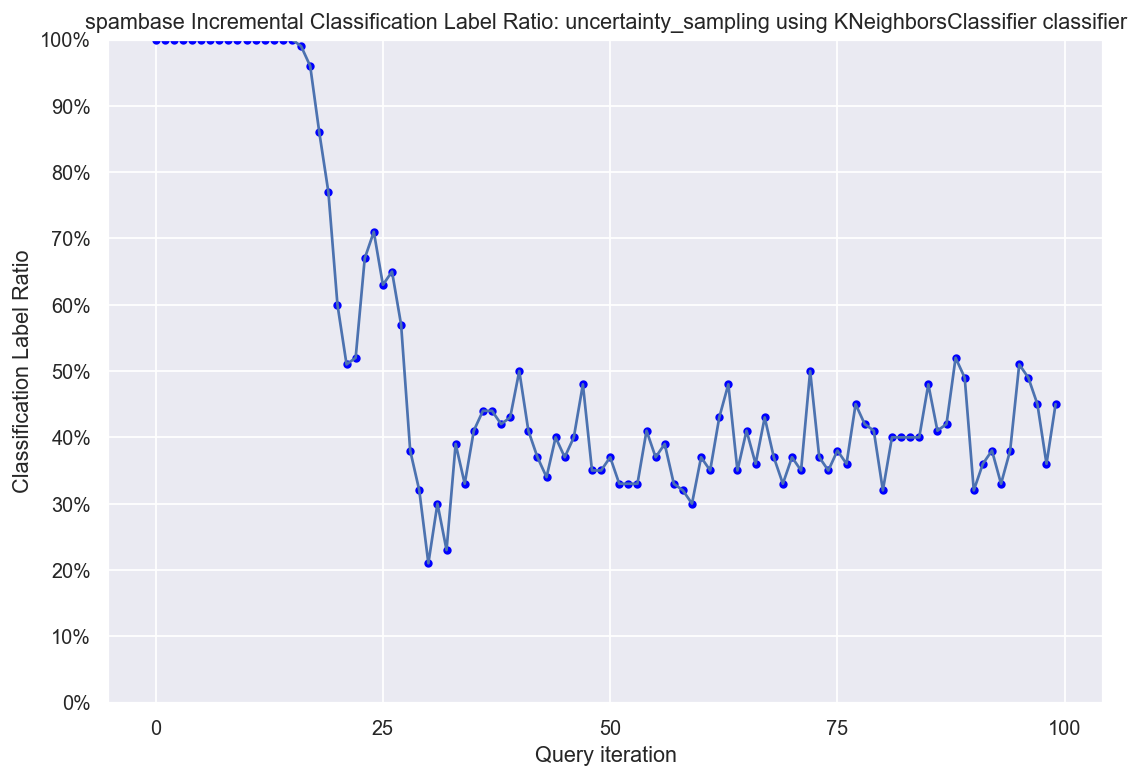 spambase Incremental Classification Label Ratio: uncertainty_sampling using KNeighborsClassifier classifier
100%
90%
80%
70%
60%
50%
40%
30%
20%
10%
0%
Classification Label Ratio
0 25 50 75 100
Query iteration